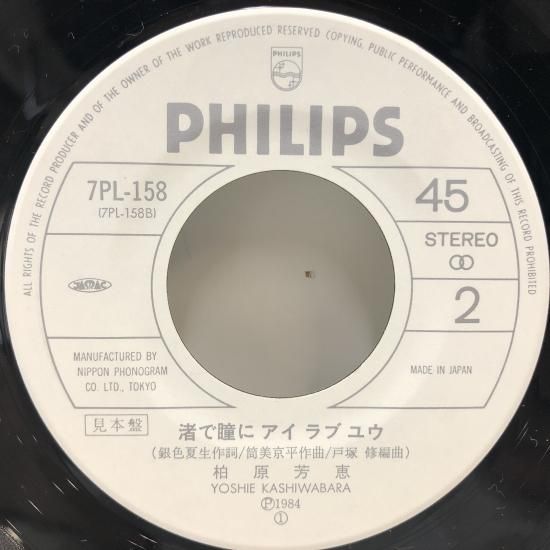 ALL RIGHTS OF THE RECORD PRODUCER AND OF THE OWNER OF THE WORK REPRODUCED RESERVED COPYING, PUBLIC PERFORMANCE AND BROADCASTING OF THIS RECORD PROHIBITED
PHILIPS
PHILIPS
7PL-158
(7PL-158B)
45
STEREO
JASRAC
2
MANUFACTURED BY
NIPPON PHONOGRAM
CO. LTD., TOKYO
MADE IN JAPAN
見本盤
渚で瞳に アイ ラブ ユウ
(銀色夏生作詞/筒美京平作曲/戸塚 修編曲)
柏原芳恵
YOSHIE KASHIWABARA
Ⓟ1984
①